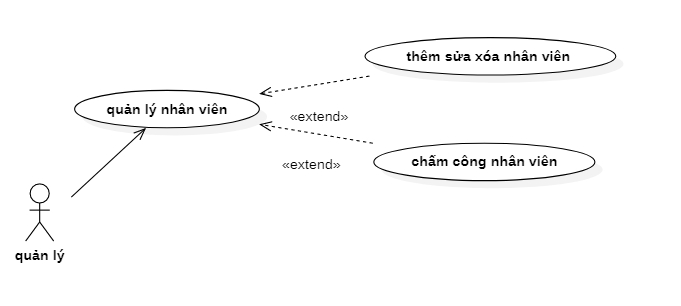 thêm sửa xóa nhân viên
quản lý nhân viên
«extend»
chấm công nhân viên
«extend»
quản lý